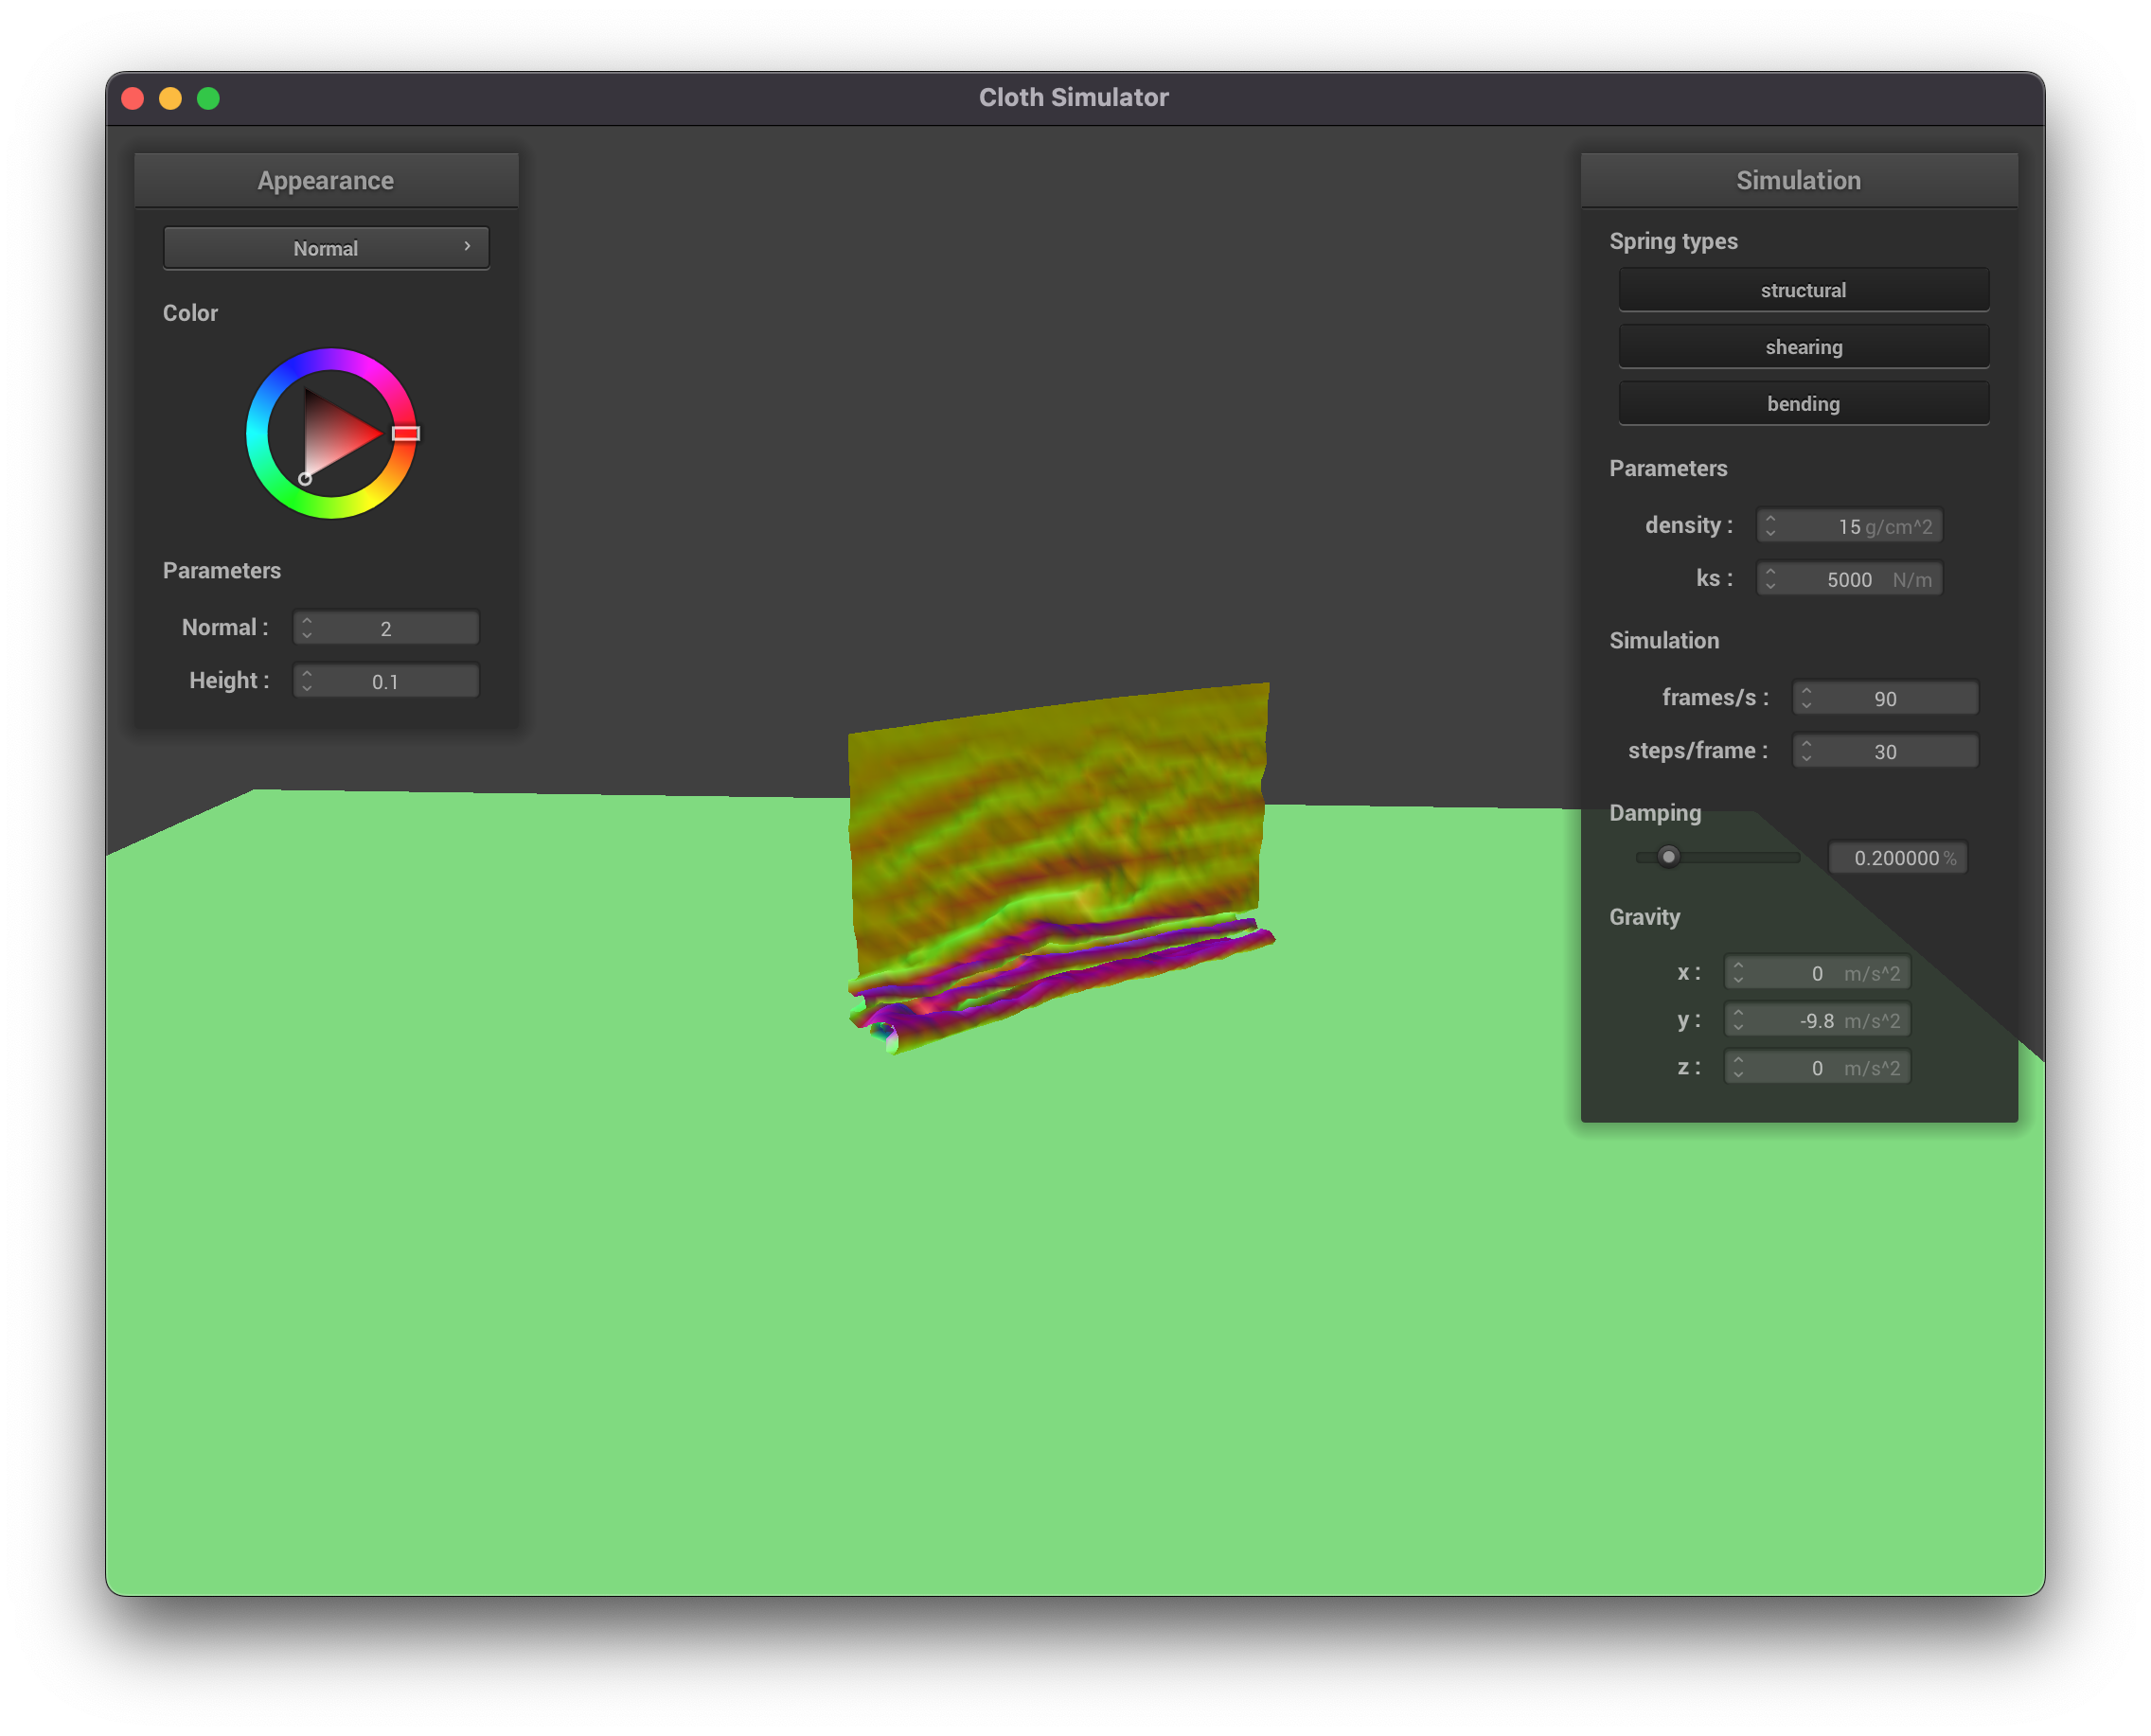 Cloth Simulator
Appearance
Normal
Color
Parameters
Normal : 2
Height : 0.1
Simulation
Spring types
structural
shearing
bending
Parameters
density : 15 g/cm^2
ks : 5000 N/m
Simulation
frames/s : 90
steps/frame : 30
Damping
0.200000 %
Gravity
x : 0 m/s^2
y : -9.8 m/s^2
z : 0 m/s^2